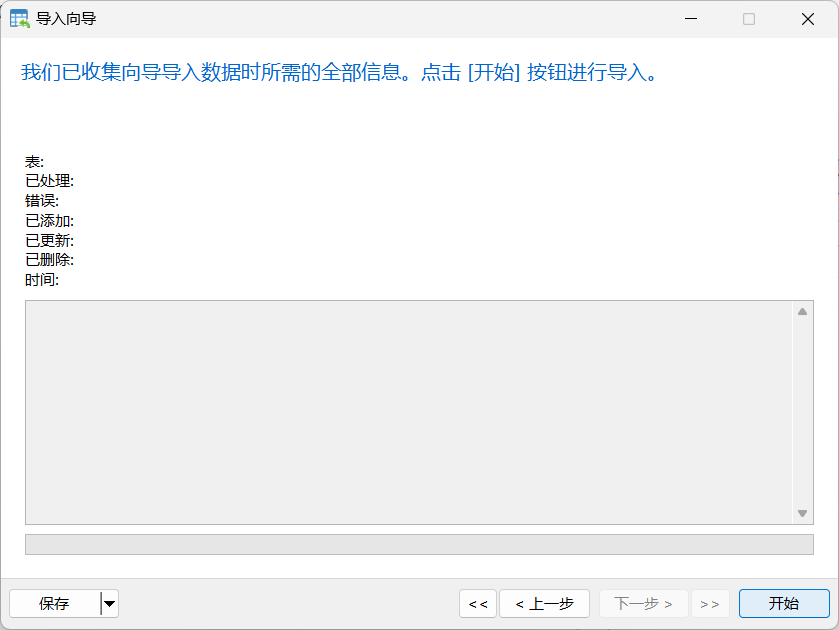 导入向导
我们已收集向导导入数据时所需的全部信息。点击 [开始] 按钮进行导入。
表:
已处理:
错误:
已添加:
已更新:
已删除:
时间:
保存
<<
< 上一步
下一步 >
>>
开始